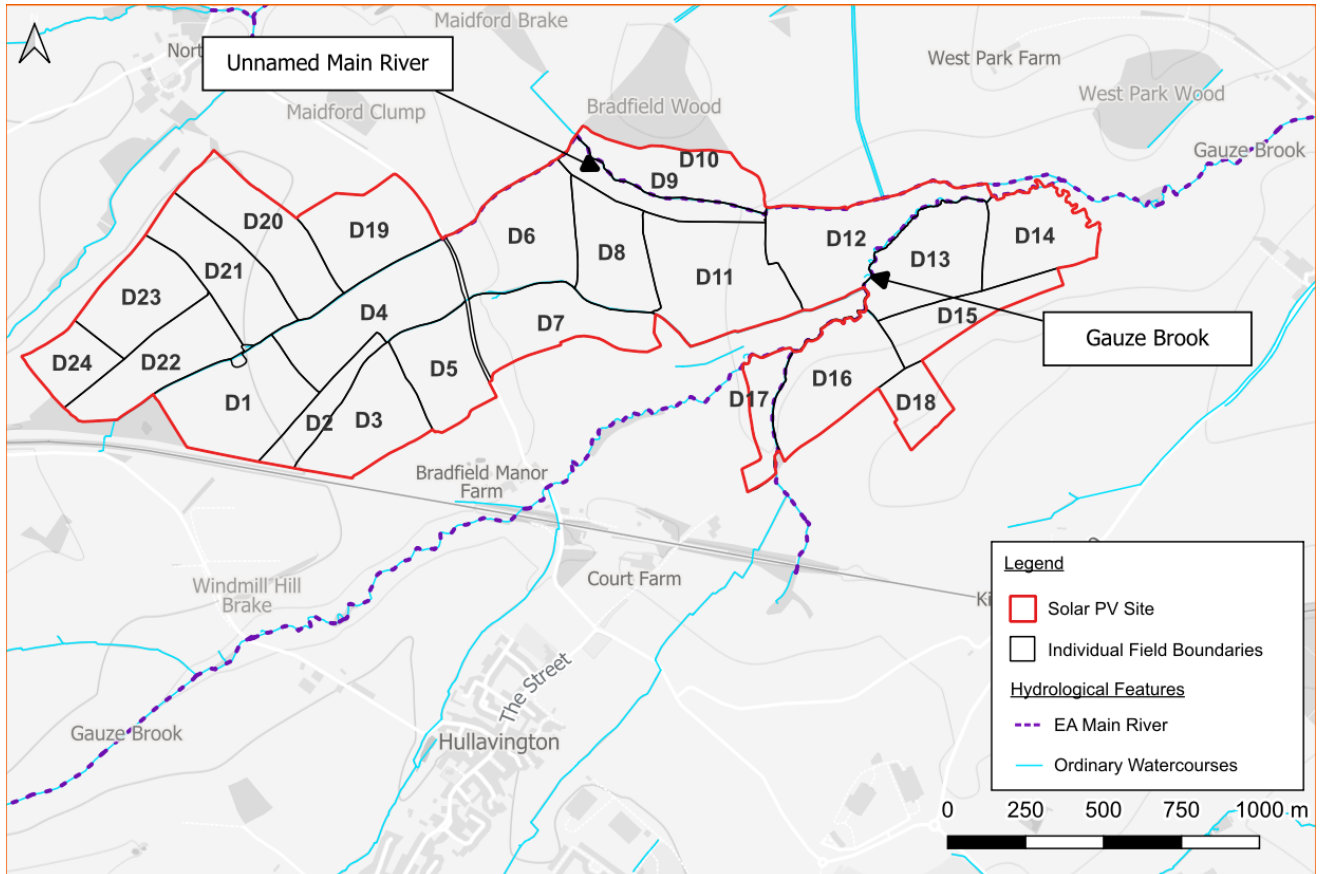 Maidford Brake
North
Unnamed Main River
West Park Farm
West Park Wood
Bradfield Wood
Maidford Clump
Gauze Brook
D10
D9
D20
D19
D6
D8
D12
D14
D13
D21
D11
D23
D4
D7
D15
Gauze Brook
D24
D22
D5
D16
D17
D18
D1
D2
D3
Bradfield Manor
Farm
Court Farm
Windmill Hill
Brake
Ki
The Street
Gauze Brook
Hullavington
Legend
Solar PV Site
Individual Field Boundaries
Hydrological Features
EA Main River
Ordinary Watercourses
0 250 500 750 1000 m